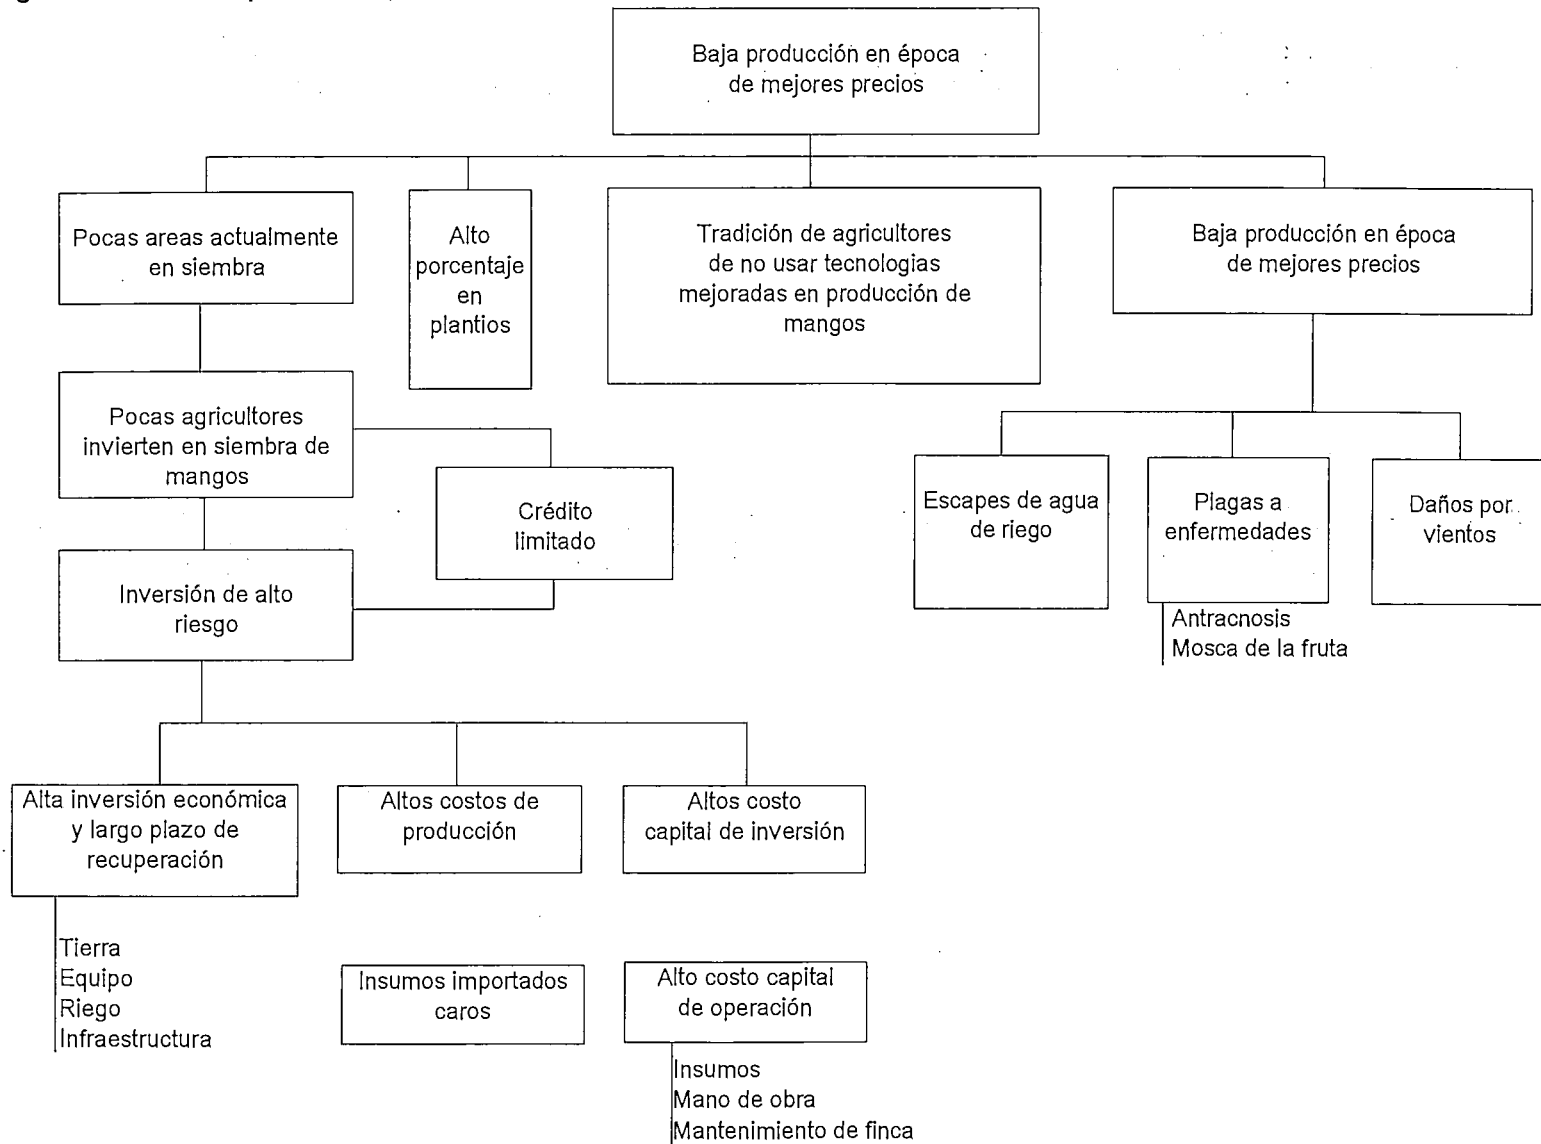 Baja producción en época
de mejores precios
Pocas areas actualmente
en siembra
Alto
porcentaje
en
plantios
Tradición de agricultores
de no usar tecnologias
mejoradas en producción de
mangos
Baja producción en época
de mejores precios
Pocas agricultores
invierten en siembra de
mangos
Crédito
limitado
Inversión de alto
riesgo
Escapes de agua
de riego
Plagas a
enfermedades
Daños por
vientos
Antracnosis
Mosca de la fruta
Alta inversión económica
y largo plazo de
recuperación
Altos costos de
producción
Altos costo
capital de inversión
Tierra
Equipo
Riego
Infraestructura
Insumos importados
caros
Alto costo capital
de operación
Insumos
Mano de obra
Mantenimiento de finca